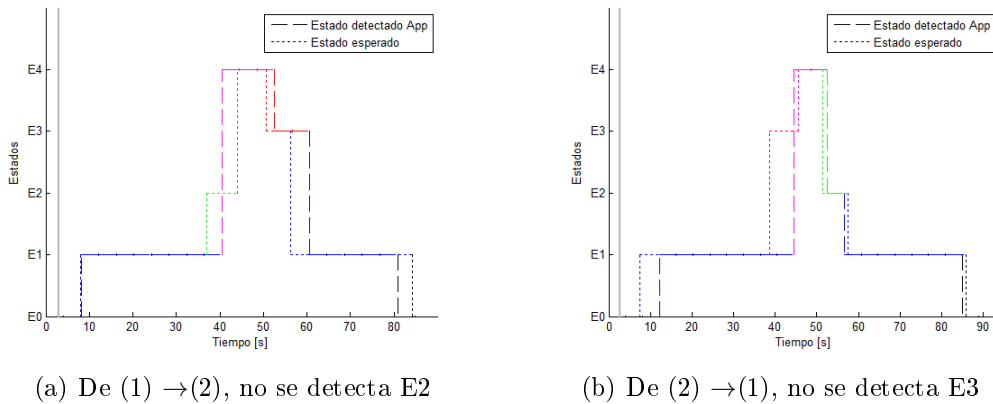 Estado detectado App
Estado esperado
E4
E3
E2
E1
E0
Estados
0 10 20 30 40 50 60 70 80
Tiempo [s]
(a) De (1) →(2), no se detecta E2
Estado detectado App
Estado esperado
E4
E3
E2
E1
E0
Estados
0 10 20 30 40 50 60 70 80 90
Tiempo [s]
(b) De (2) →(1), no se detecta E3